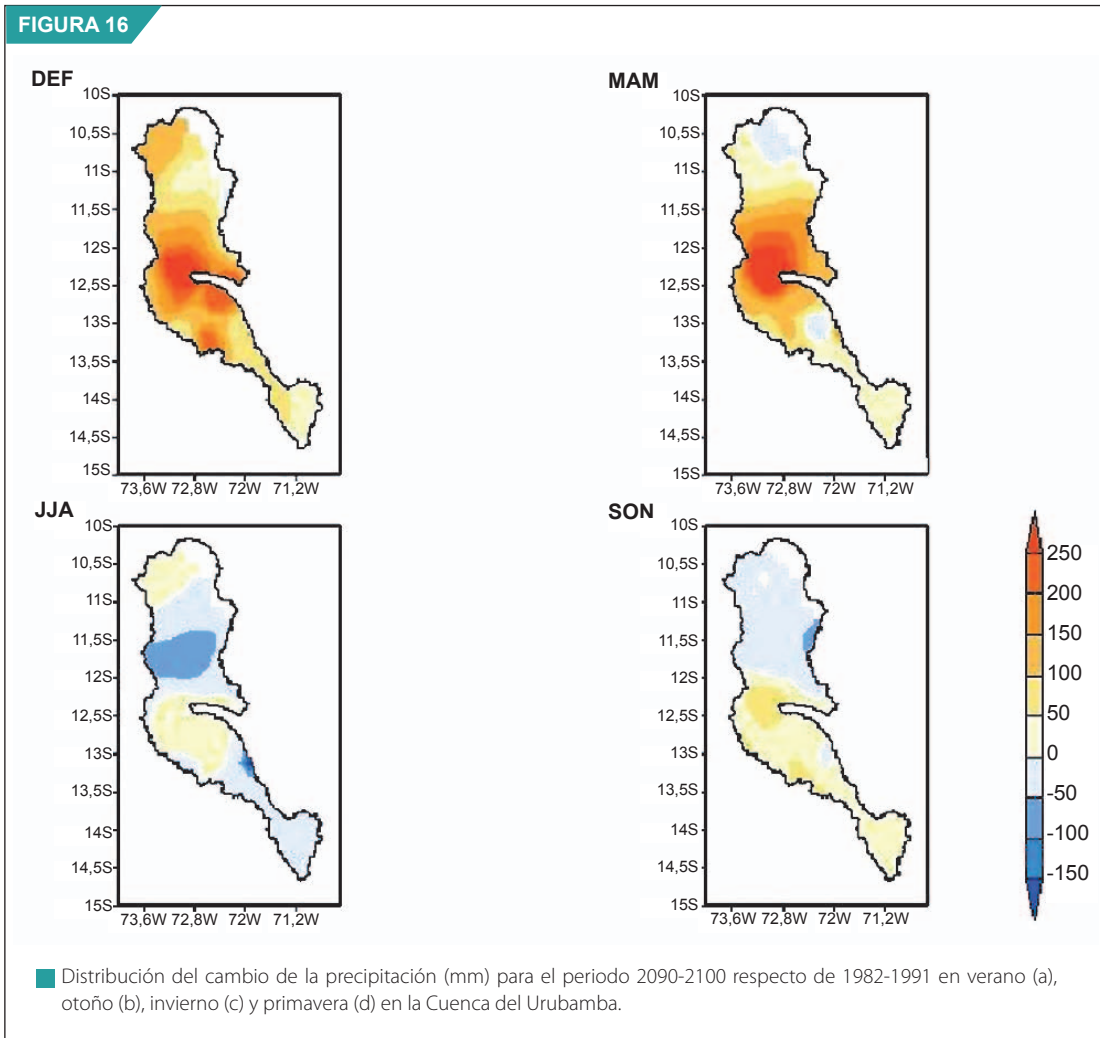 FIGURA 16
DEF
10S
10,5S
11S
11,5S
12S
12,5S
13S
13,5S
14S
14,5S
15S
73,6W 72,8W 72W 71,2W
MAM
10S
10,5S
11S
11,5S
12S
12,5S
13S
13,5S
14S
14,5S
15S
73,6W 72,8W 72W 71,2W
JJA
10S
10,5S
11S
11,5S
12S
12,5S
13S
13,5S
14S
14,5S
15S
73,6W 72,8W 72W 71,2W
SON
10S
10,5S
11S
11,5S
12S
12,5S
13S
13,5S
14S
14,5S
15S
73,6W 72,8W 72W 71,2W
250
200
150
100
50
0
-50
-100
-150
Distribución del cambio de la precipitación (mm) para el periodo 2090-2100 respecto de 1982-1991 en verano (a),
otoño (b), invierno (c) y primavera (d) en la Cuenca del Urubamba.